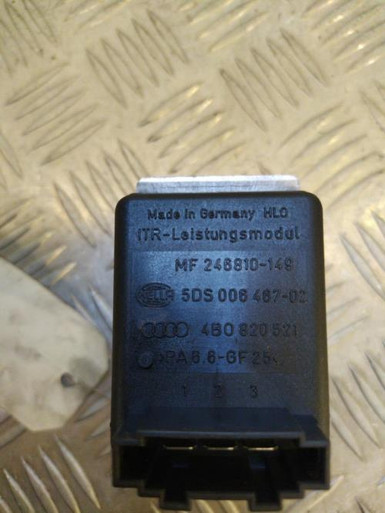 Made in Germany HLO
ITR-Leistungsmodul
MF 246810-149
HELLA 5DS 006 467-02
4B0 820 521
>PA 6.6-GF 25<
1 2 3